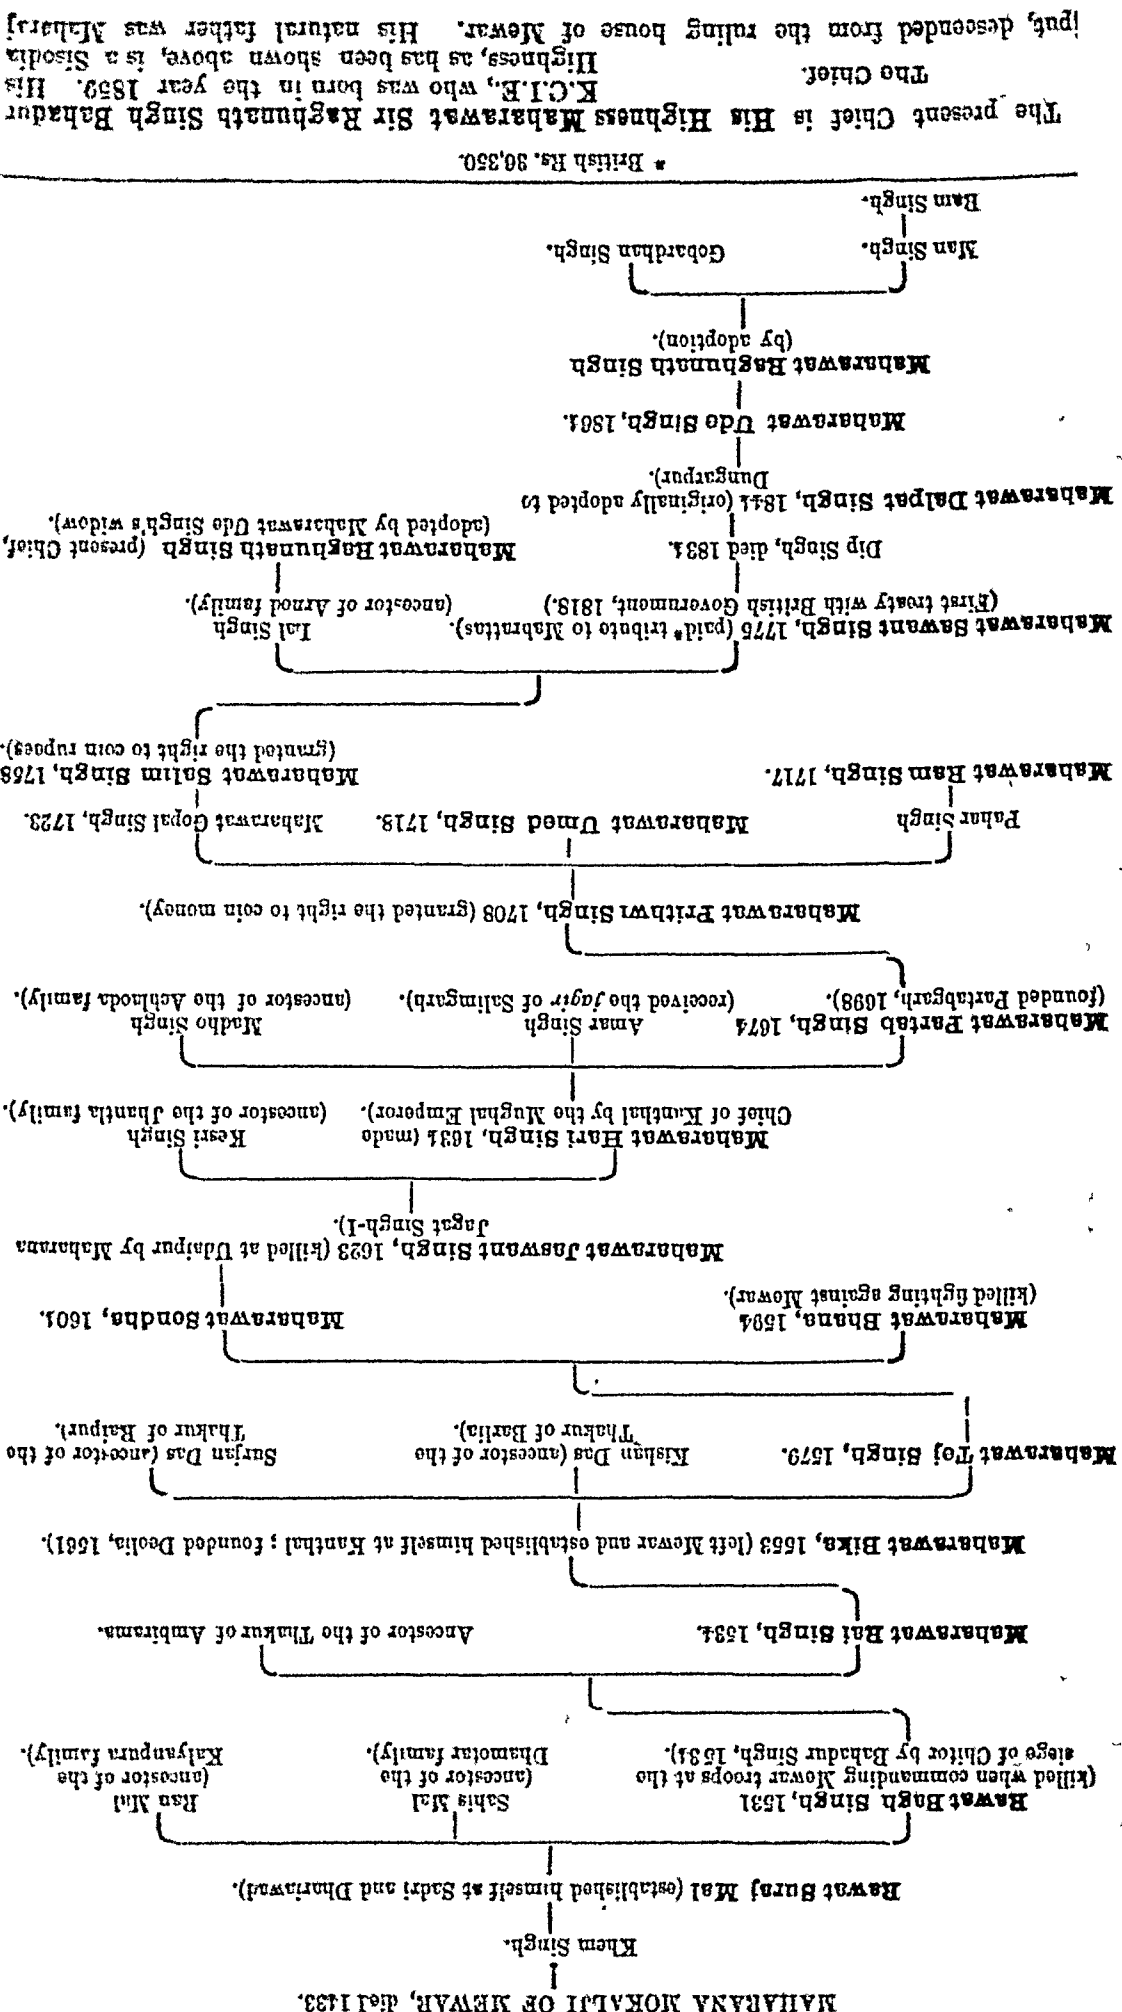 MAHARANA MOKALJI OF MEWAR, died 1433.
Khem Singh.
Rawat Suraj Mal (established himself at Sadri and Dhariawad).
Rawat Bagh Singh, 1531
(killed when commanding Mewar troops at the
siege of Chitor by Bahadur Singh, 1534).
Sahis Mal
(ancestor of the
Dhamotar family).
Ran Mal
(ancestor of the
Kalyanpura family).
Maharawat Rai Singh, 1534.
Ancestor of the Thakur of Ambirama.
Maharawat Bika, 1553 (left Mewar and established himself at Kanthal; founded Deolia, 1561).
Maharawat Tej Singh, 1579.
Kishan Das (ancestor of the
Thakur of Barlia).
Surjan Das (ancestor of the
Thakur of Raipur).
Maharawat Bhana, 1594
(killed fighting against Mewar).
Maharawat Sondha, 1604.
Maharawat Jaswant Singh, 1623 (killed at Udaipur by Maharana
Jagat Singh-I).
Maharawat Hari Singh, 1634 (made
Chief of Kanthal by the Mughal Emperor).
Kesri Singh
(ancestor of the Jhantla family).
Maharawat Partab Singh, 1674
(founded Partabgarh, 1698).
Amar Singh
(received the jagir of Salimgarh).
Madho Singh
(ancestor of the Achlaoda family).
Maharawat Prithwi Singh, 1708 (granted the right to coin money).
Pahar Singh
Maharawat Umed Singh, 1718.
Maharawat Gopal Singh, 1723.
Maharawat Ram Singh, 1717.
Maharawat Salim Singh, 1758
(granted the right to coin rupees).
Maharawat Sawant Singh, 1775 (paid* tribute to Mahrattas).
(First treaty with British Government, 1818.)
Lal Singh
(ancestor of Arnod family).
Dip Singh, died 1834.
Maharawat Raghunath Singh (present Chief,
(adopted by Maharawat Udo Singh's widow).
Maharawat Dalpat Singh, 1844 (originally adopted to
Dungarpur).
Maharawat Udo Singh, 1864.
Maharawat Raghunath Singh
(by adoption).
Man Singh.
Gobardhan Singh.
Ram Singh.
* British Rs. 36,350.
The present Chief is His Highness Maharawat Sir Raghunath Singh Bahadur
The Chief.
K.C.I.E., who was born in the year 1859. His
Highness, as has been shown above, is a Sisodia
jput, descended from the ruling house of Mewar. His natural father was Maharaj